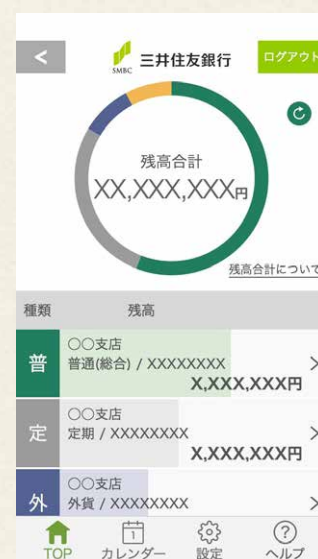 <
SMBC
三井住友銀行
ログアウト
残高合計
XX,XXX,XXX円
残高合計について
種類 残高
普
○○支店
普通(総合) / XXXXXXXX
X,XXX,XXX円
定
○○支店
定期 / XXXXXXXX
X,XXX,XXX円
外
○○支店
外貨 / XXXXXXXX
TOP
1
カレンダー
設定
?
ヘルプ